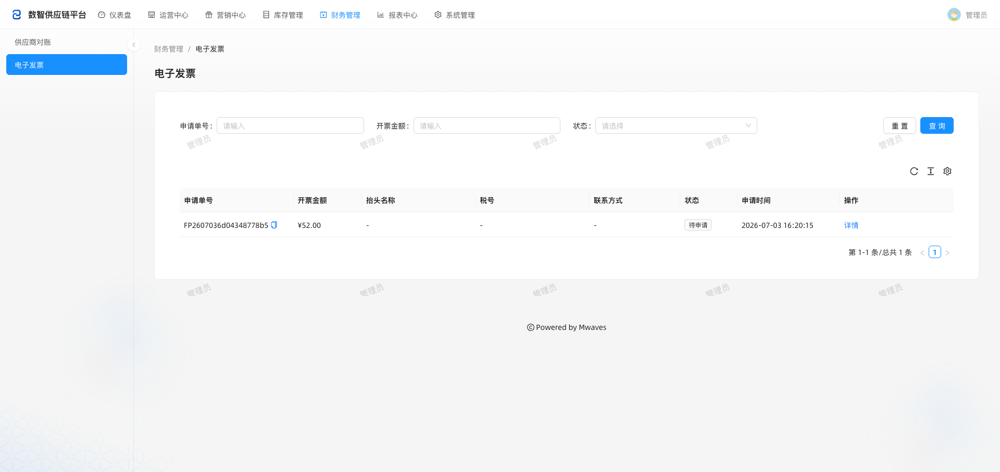 数智供应链平台 仪表盘 运营中心 营销中心 库存管理 财务管理 报表中心 系统管理 管理员
供应商对账
电子发票
财务管理 / 电子发票
电子发票
申请单号： 请输入 开票金额： 请输入 状态： 请选择 重 置 查 询
管理员 管理员 管理员 管理员 管理员
申请单号 开票金额 抬头名称 税号 联系方式 状态 申请时间 操作
FP2607036d04348778b5 ¥52.00 - - - 待申请 2026-07-03 16:20:15 详情
第 1-1 条/总共 1 条 < 1 >
管理员 管理员 管理员 管理员 管理员
© Powered by Mwaves